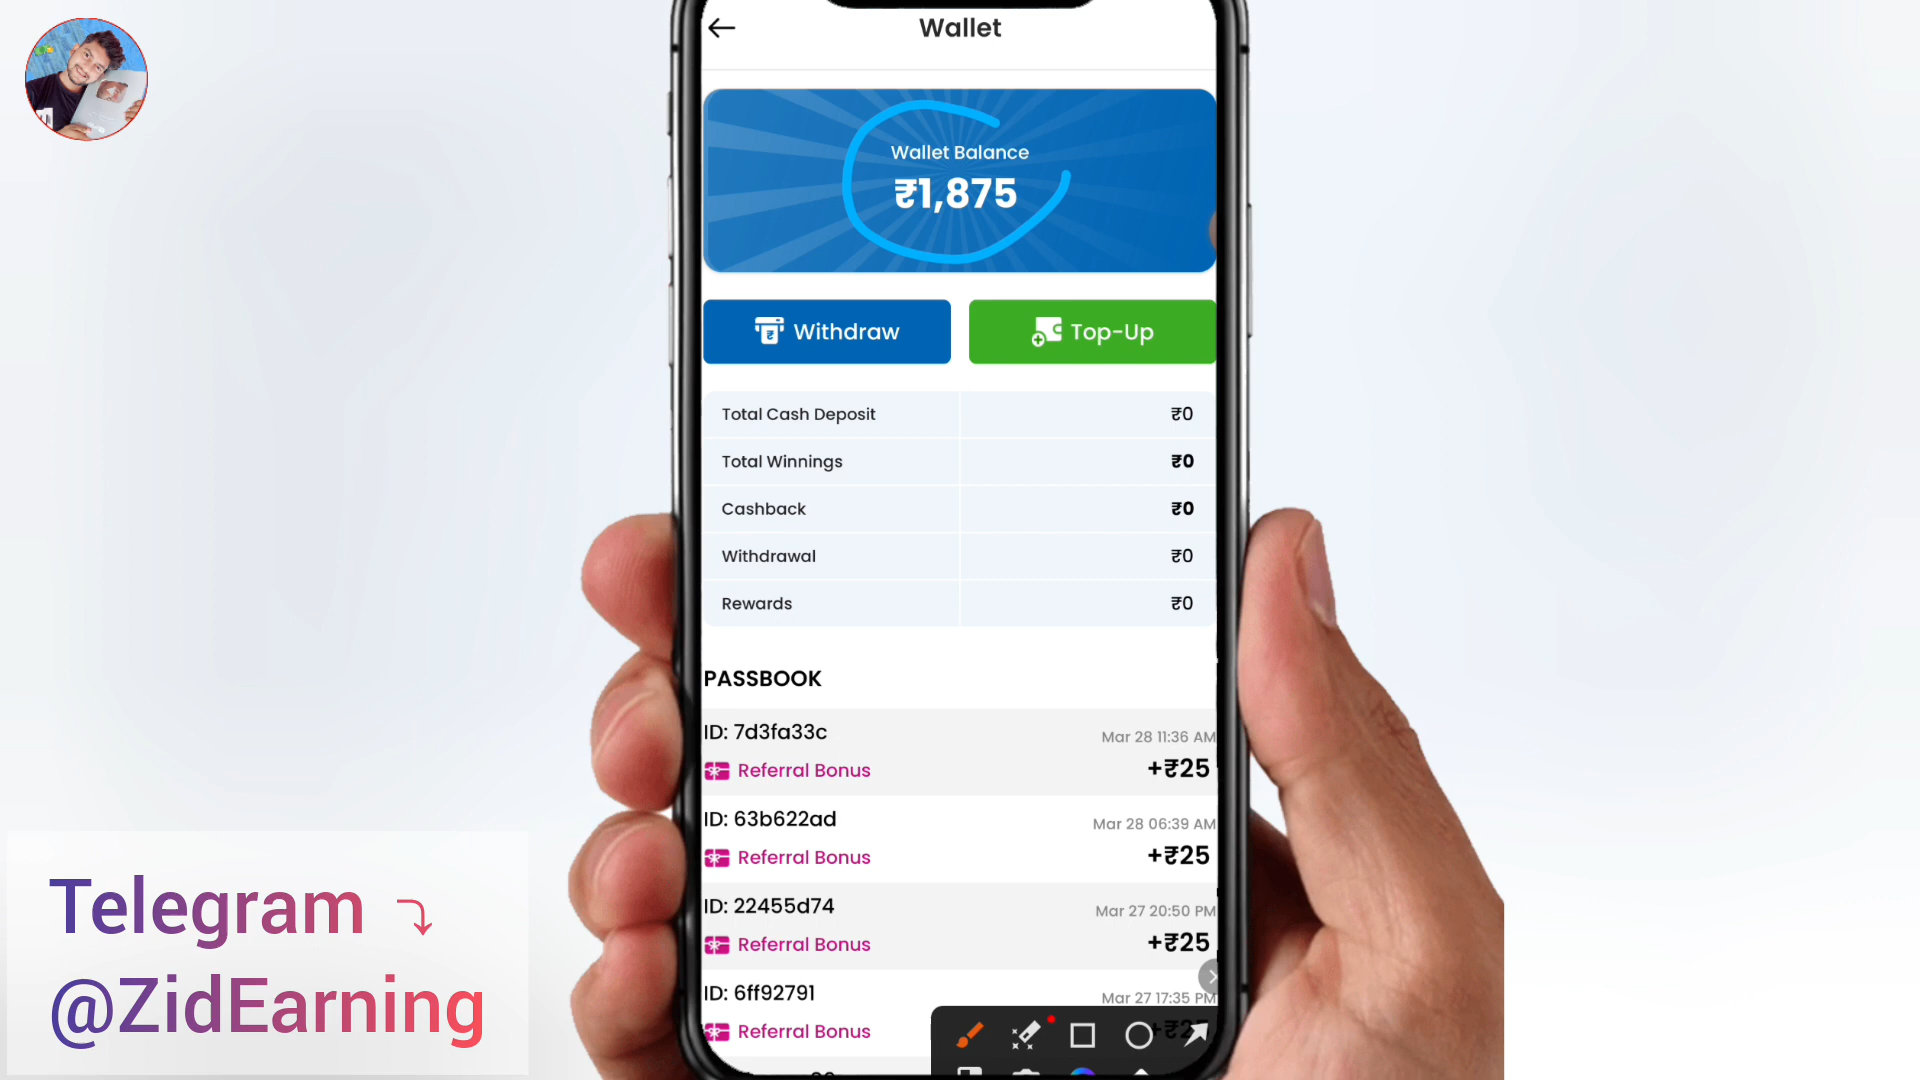 Wallet
Wallet Balance
₹1,875
Withdraw
Top-Up
Total Cash Deposit ₹0
Total Winnings ₹0
Cashback ₹0
Withdrawal ₹0
Rewards ₹0
PASSBOOK
ID: 7d3fa33c
Mar 28 11:36 AM
Referral Bonus
+₹25
ID: 63b622ad
Mar 28 06:39 AM
Referral Bonus
+₹25
ID: 22455d74
Mar 27 20:50 PM
Referral Bonus
+₹25
ID: 6ff92791
Mar 27 17:35 PM
Referral Bonus
Telegram
@ZidEarning